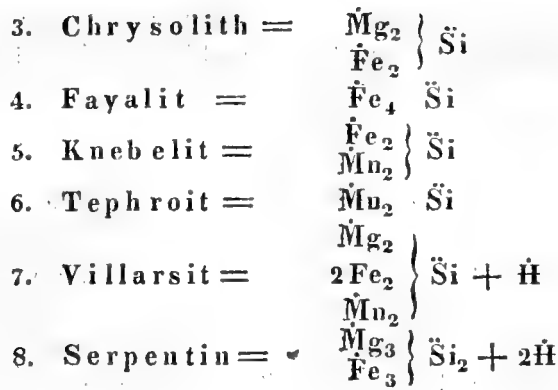 Ṁg₂
3. Chrysolith = } S̈i
Ḟe₂
4. Fayalit = Ḟe₄ S̈i
Ḟe₂
5. Knebelit = } S̈i
Ṁn₂
6. Tephroit = Ṁn₂ S̈i
Ṁg₂
7. Villarsit = 2Fe₂ } S̈i + Ḣ
Ṁn₂
Ṁg₃
8. Serpentin = } S̈i₂ + 2Ḣ
Ḟe₃